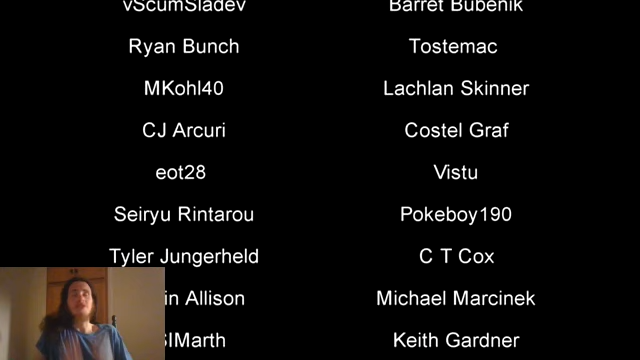 vScumSladev Barret Bubenik
Ryan Bunch Tostemac
MKohl40 Lachlan Skinner
CJ Arcuri Costel Graf
eot28 Vistu
Seiryu Rintarou Pokeboy190
Tyler Jungerheld C T Cox
Allison Michael Marcinek
Keith Gardner